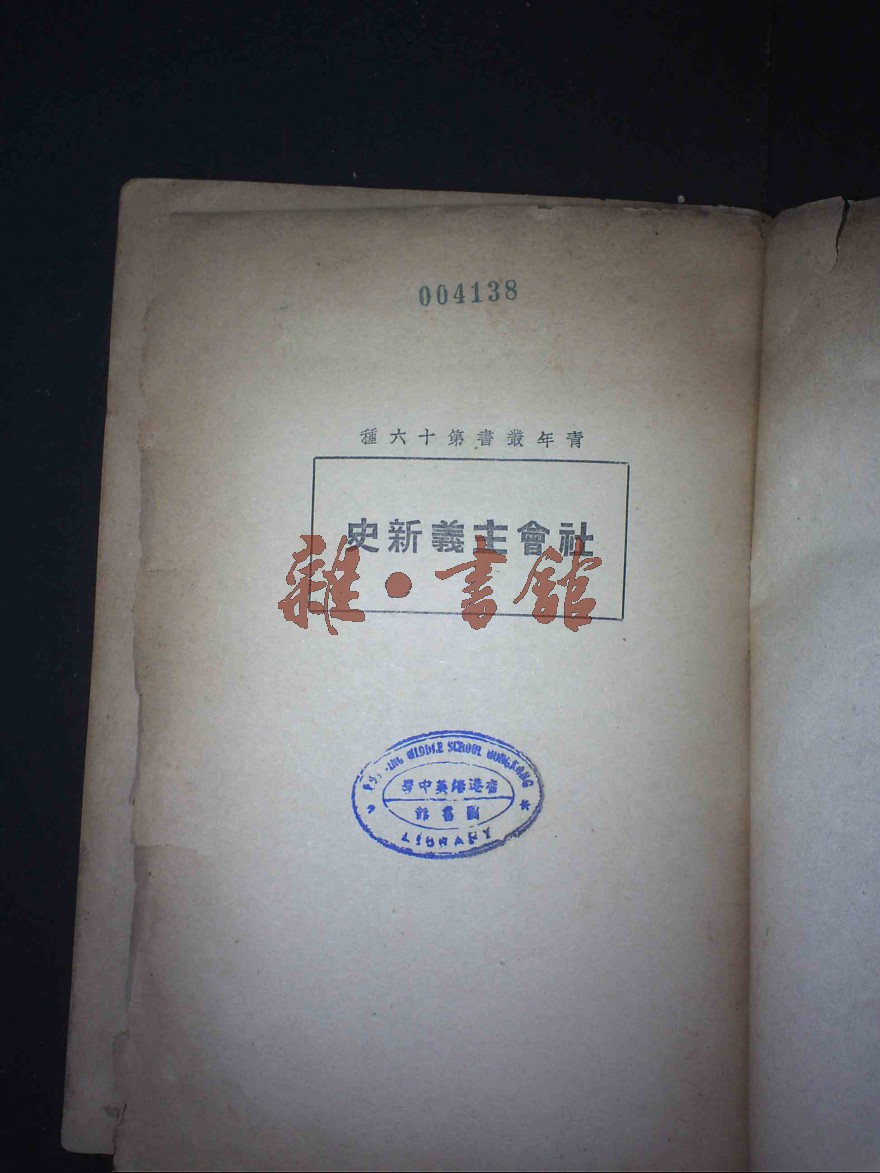 004138
青年叢書第十六種
社會主義新史
雜·書館
MIDDLE SCHOOL HONGKONG
香港培英中學
圖書館
LIBRARY